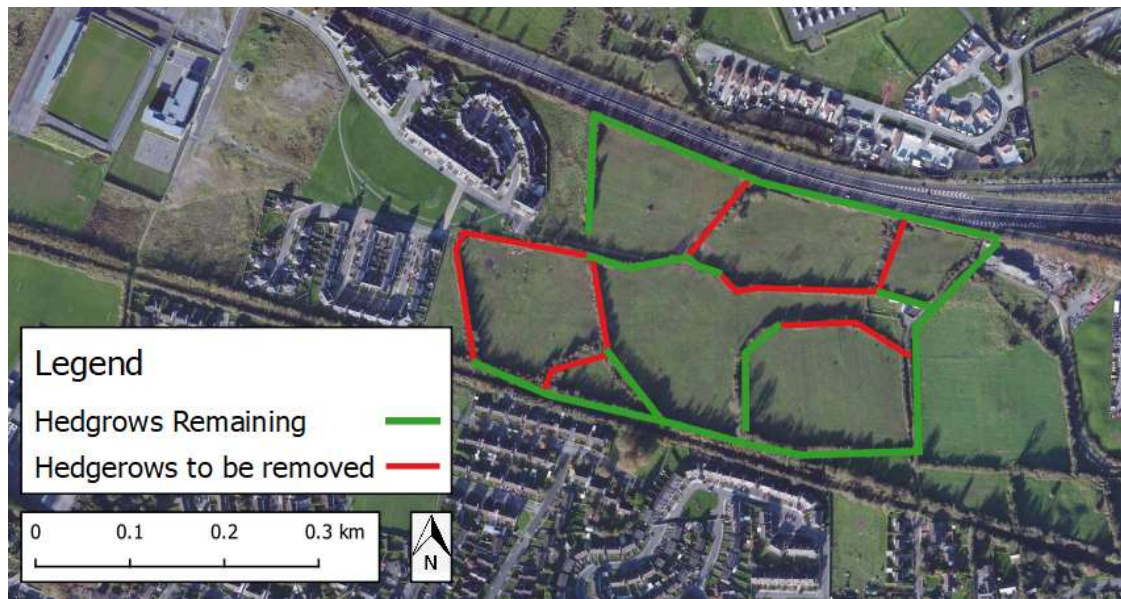 Legend
Hedgrows Remaining
Hedgerows to be removed
0 0.1 0.2 0.3 km
N